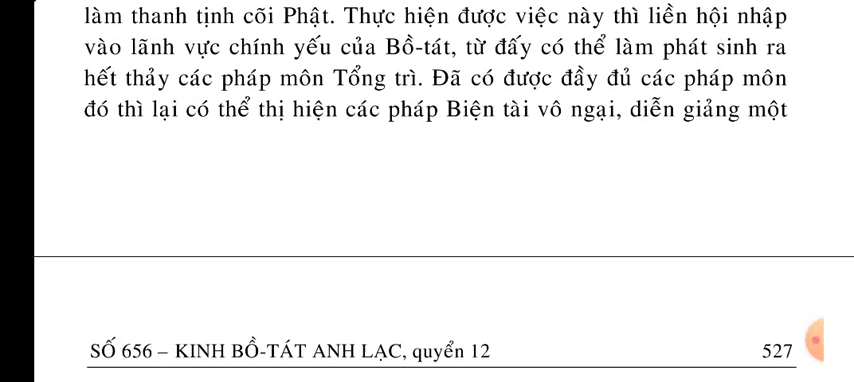 làm thanh tịnh cõi Phật. Thực hiện được việc này thì liền hội nhập
vào lãnh vực chính yếu của Bồ-tát, từ đấy có thể làm phát sinh ra
hết thảy các pháp môn Tổng trì. Đã có được đầy đủ các pháp môn
đó thì lại có thể thị hiện các pháp Biện tài vô ngại, diễn giảng một
SỐ 656 – KINH BỒ-TÁT ANH LẠC, quyển 12 527